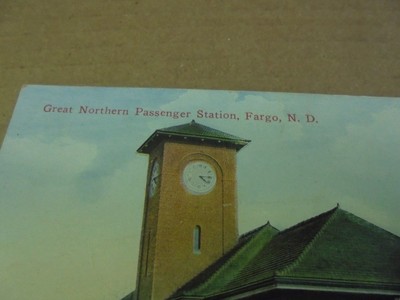 Great Northern Passenger Station, Fargo, N. D.